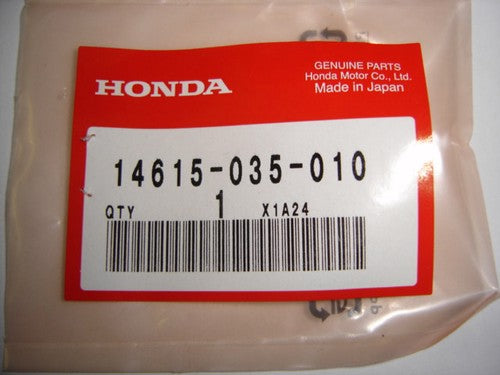 HONDA
GENUINE PARTS
Honda Motor Co., Ltd.
Made in Japan
14615-035-010
QTY 1 X1A24